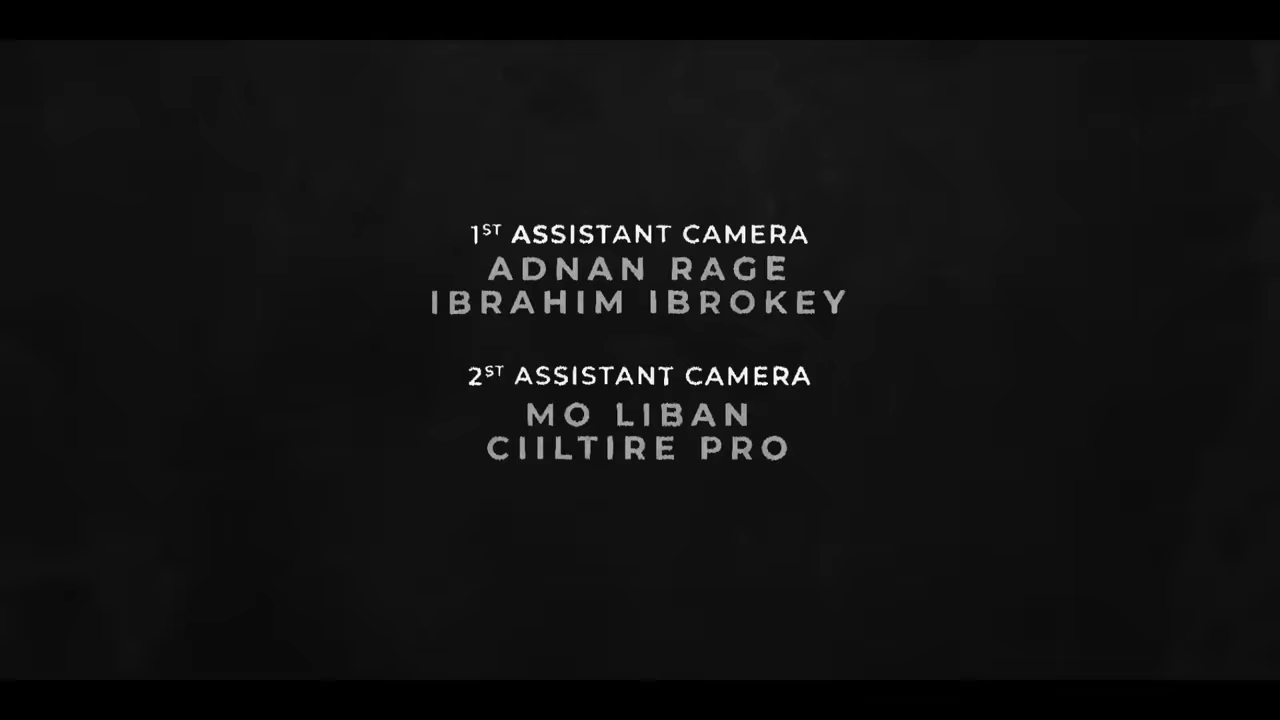 1ST ASSISTANT CAMERA
ADNAN RAGE
IBRAHIM IBROKEY
2ST ASSISTANT CAMERA
MO LIBAN
CIILTIRE PRO